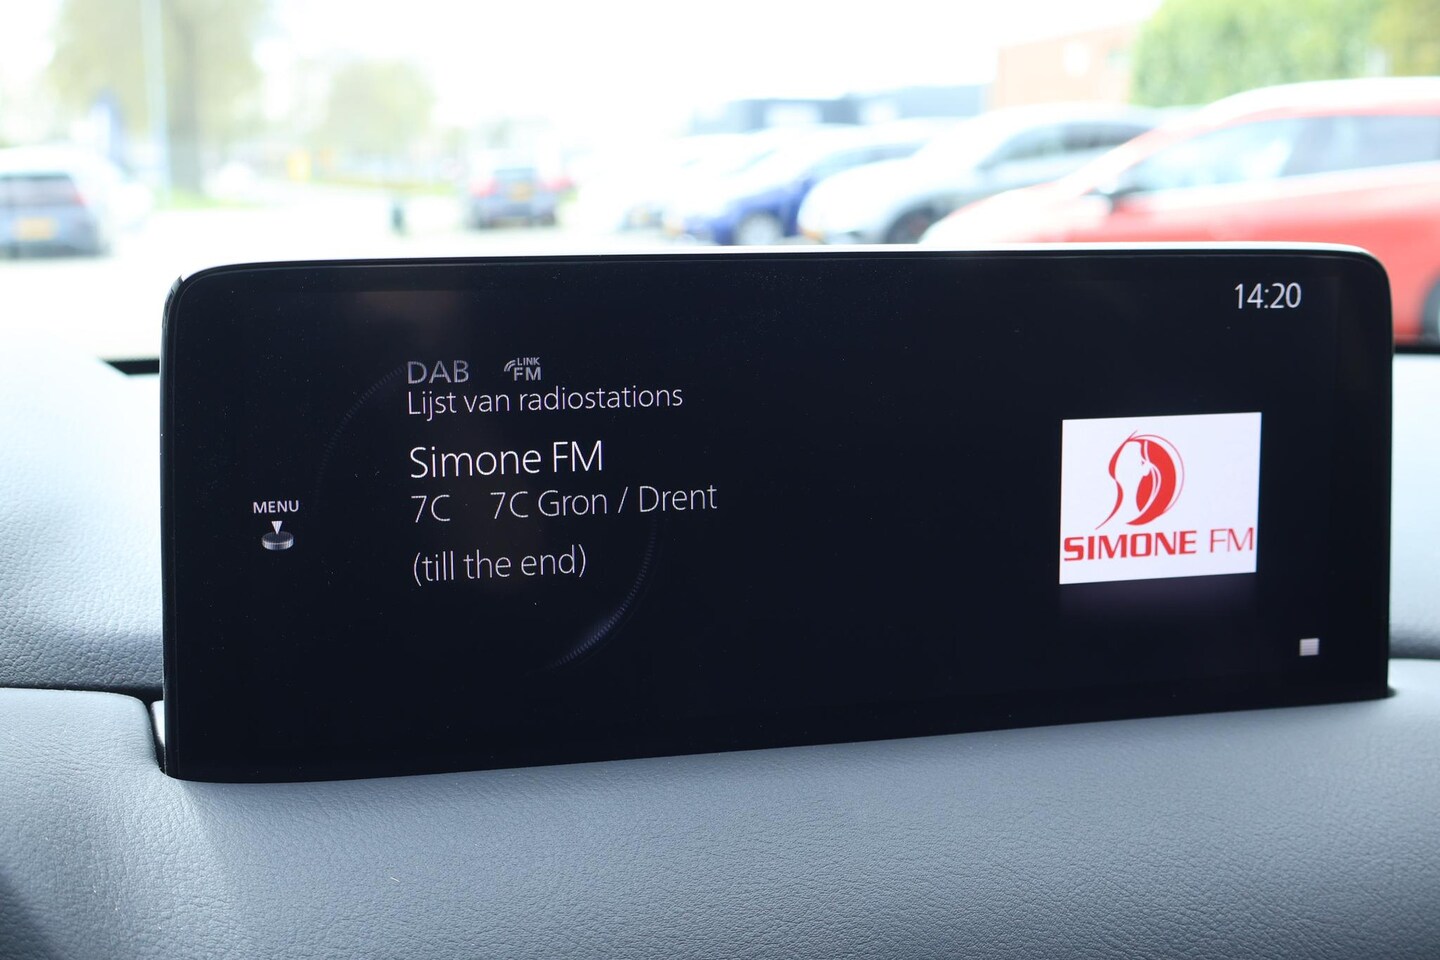 14:20
DAB LINK FM
Lijst van radiostations
Simone FM
7C 7C Gron / Drent
(till the end)
MENU
SIMONE FM